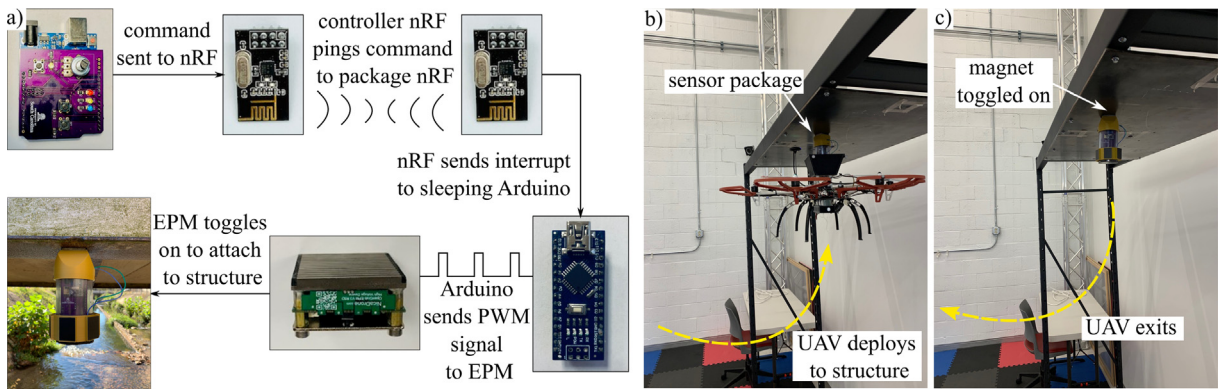 a)
command
sent to nRF
controller nRF
pings command
to package nRF
nRF sends interrupt
to sleeping Arduino
EPM toggles
on to attach
to structure
Arduino
sends PWM
signal
to EPM
b)
sensor package
UAV deploys
to structure
c)
magnet
toggled on
UAV exits